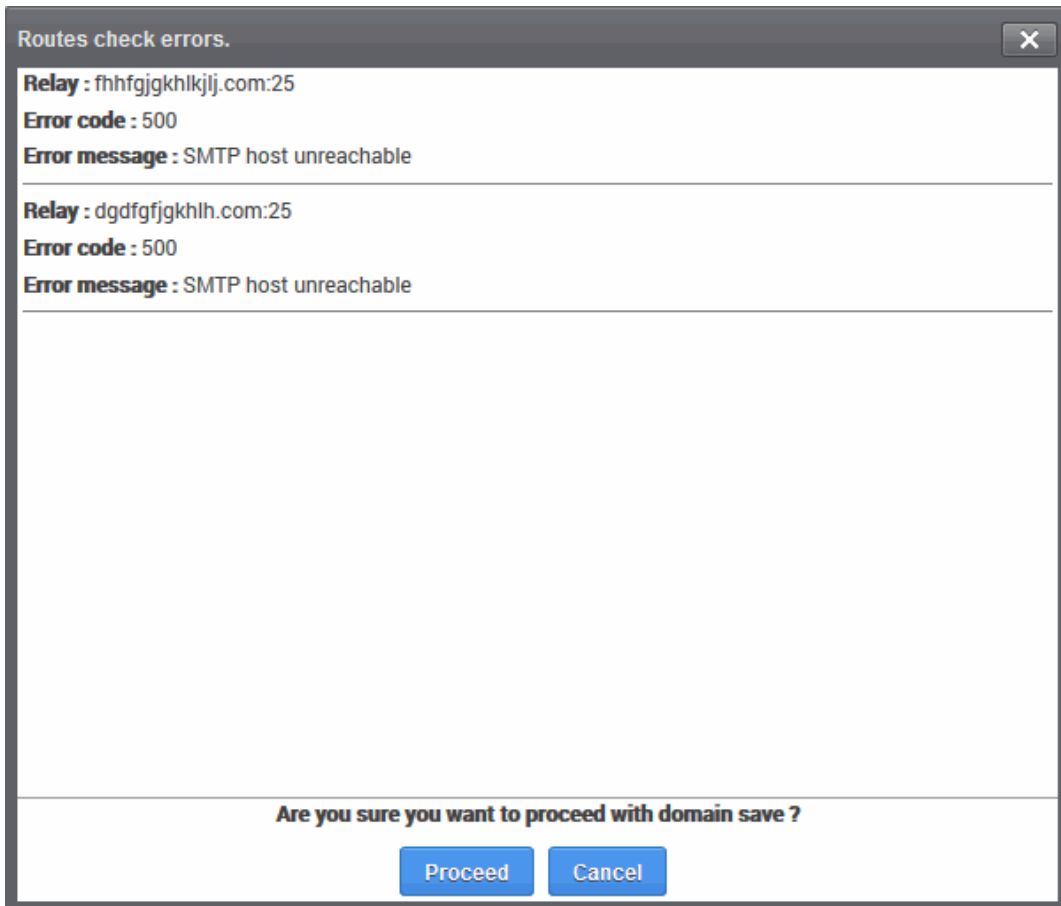 Routes check errors.
Relay : fhhfgjgkhlkjlj.com:25
Error code : 500
Error message : SMTP host unreachable
Relay : dgdfgfjgkhlh.com:25
Error code : 500
Error message : SMTP host unreachable
Are you sure you want to proceed with domain save ?
Proceed Cancel